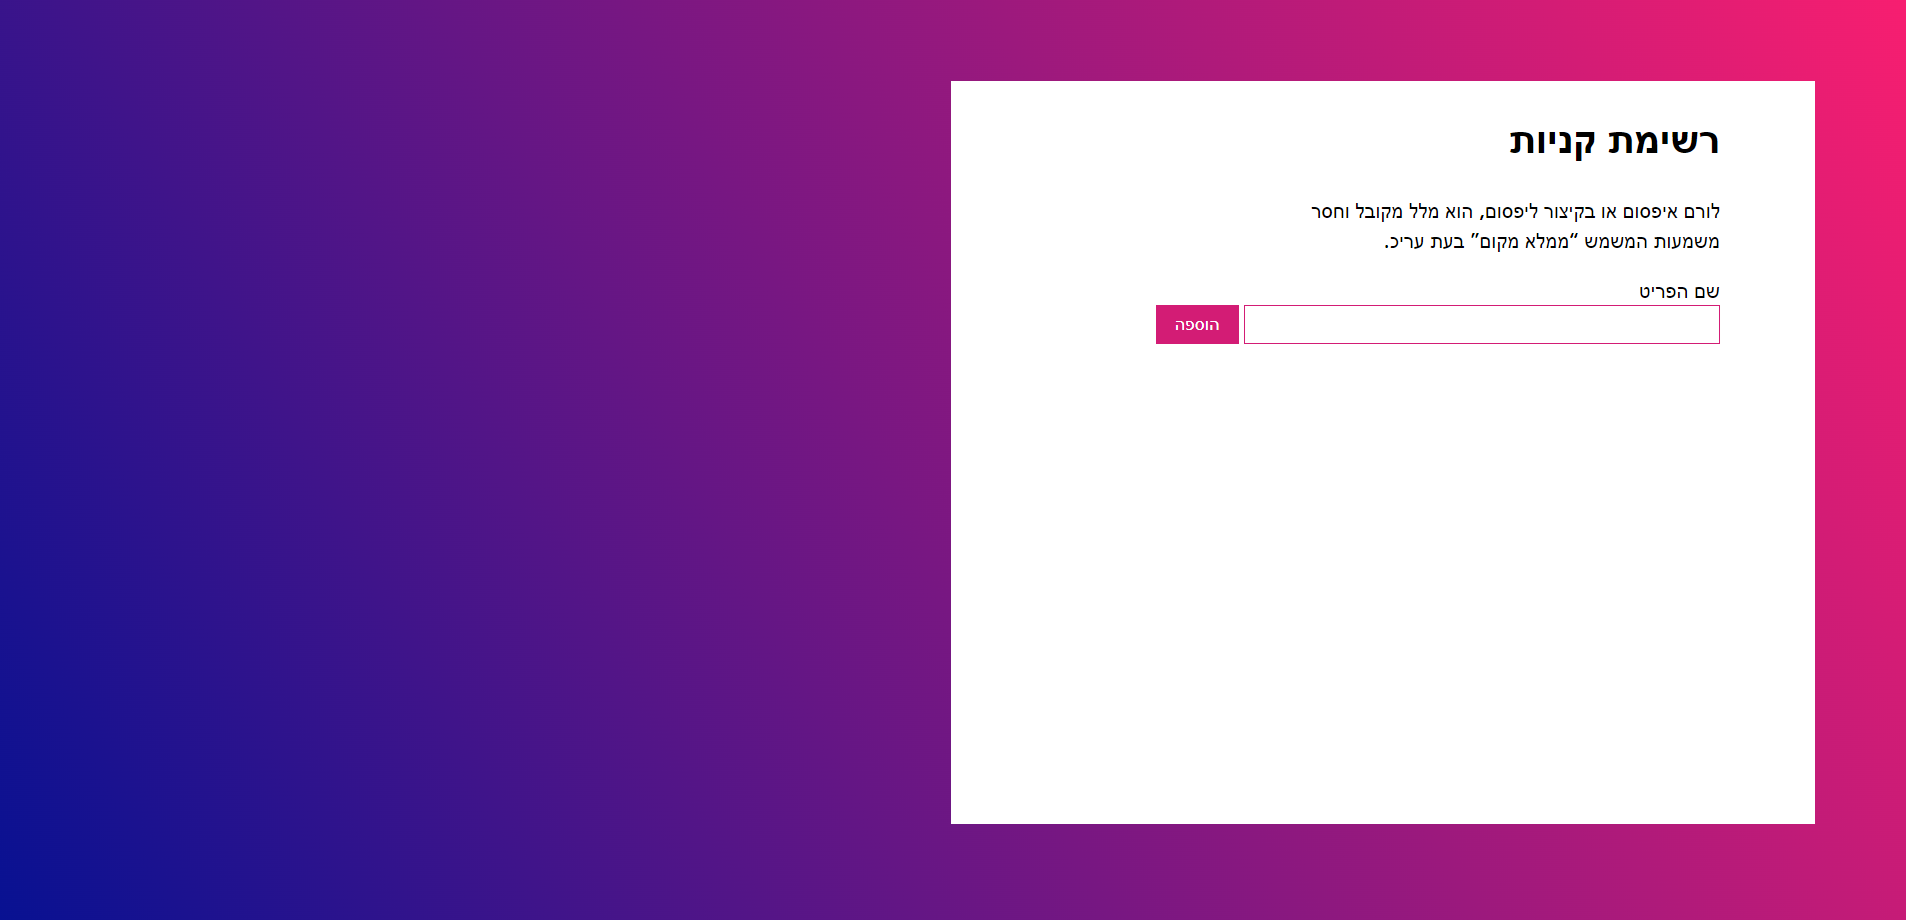 רשימת קניות
לורם איפסום או בקיצור ליפסום, הוא מלל מקובל וחסר
משמעות המשמש “ממלא מקום” בעת עריכ.
שם הפריט
הוספה